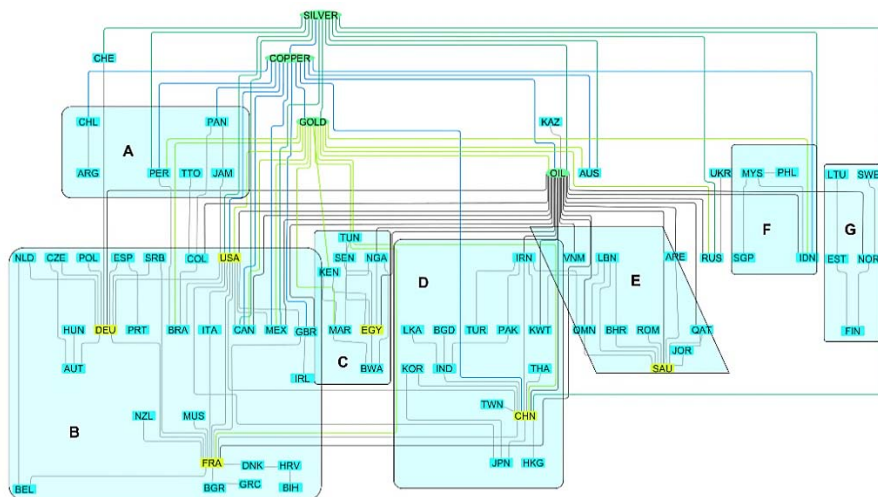 SILVER
CHE
COPPER
CHL
PAN
GOLD
KAZ
A
ARG
PER
TTO
JAM
OIL
AUS
UKR
MYS
PHL
LTU
SWE
F
G
TUN
NLD
CZE
POL
ESP
SRB
COL
USA
SEN
NGA
IRN
VNM
LBN
ARE
RUS
SGP
IDN
EST
NOR
KEN
D
E
HUN
DEU
PRT
BRA
ITA
CAN
MEX
GBR
MAR
EGY
LKA
BGD
TUR
PAK
KWT
OMN
BHR
ROM
QAT
FIN
C
JOR
AUT
IRL
BWA
KOR
IND
THA
SAU
TWN
CHN
NZL
MUS
B
FRA
DNK
HRV
JPN
HKG
BEL
BGR
GRC
BIH